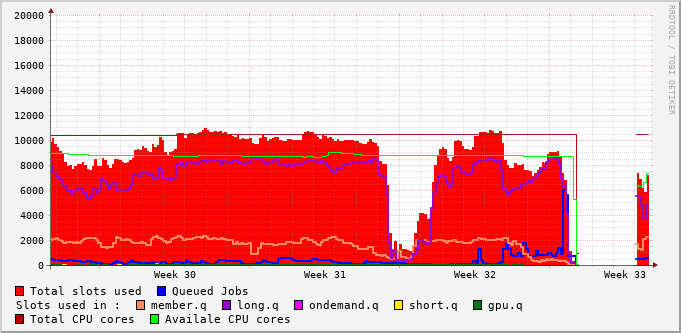 20000
18000
16000
14000
12000
10000
8000
6000
4000
2000
0
Week 30 Week 31 Week 32 Week 33
RRDTOOL / TOBI OETIKER
Total slots used Queued Jobs
Slots used in : member.q long.q ondemand.q short.q gpu.q
Total CPU cores Availale CPU cores